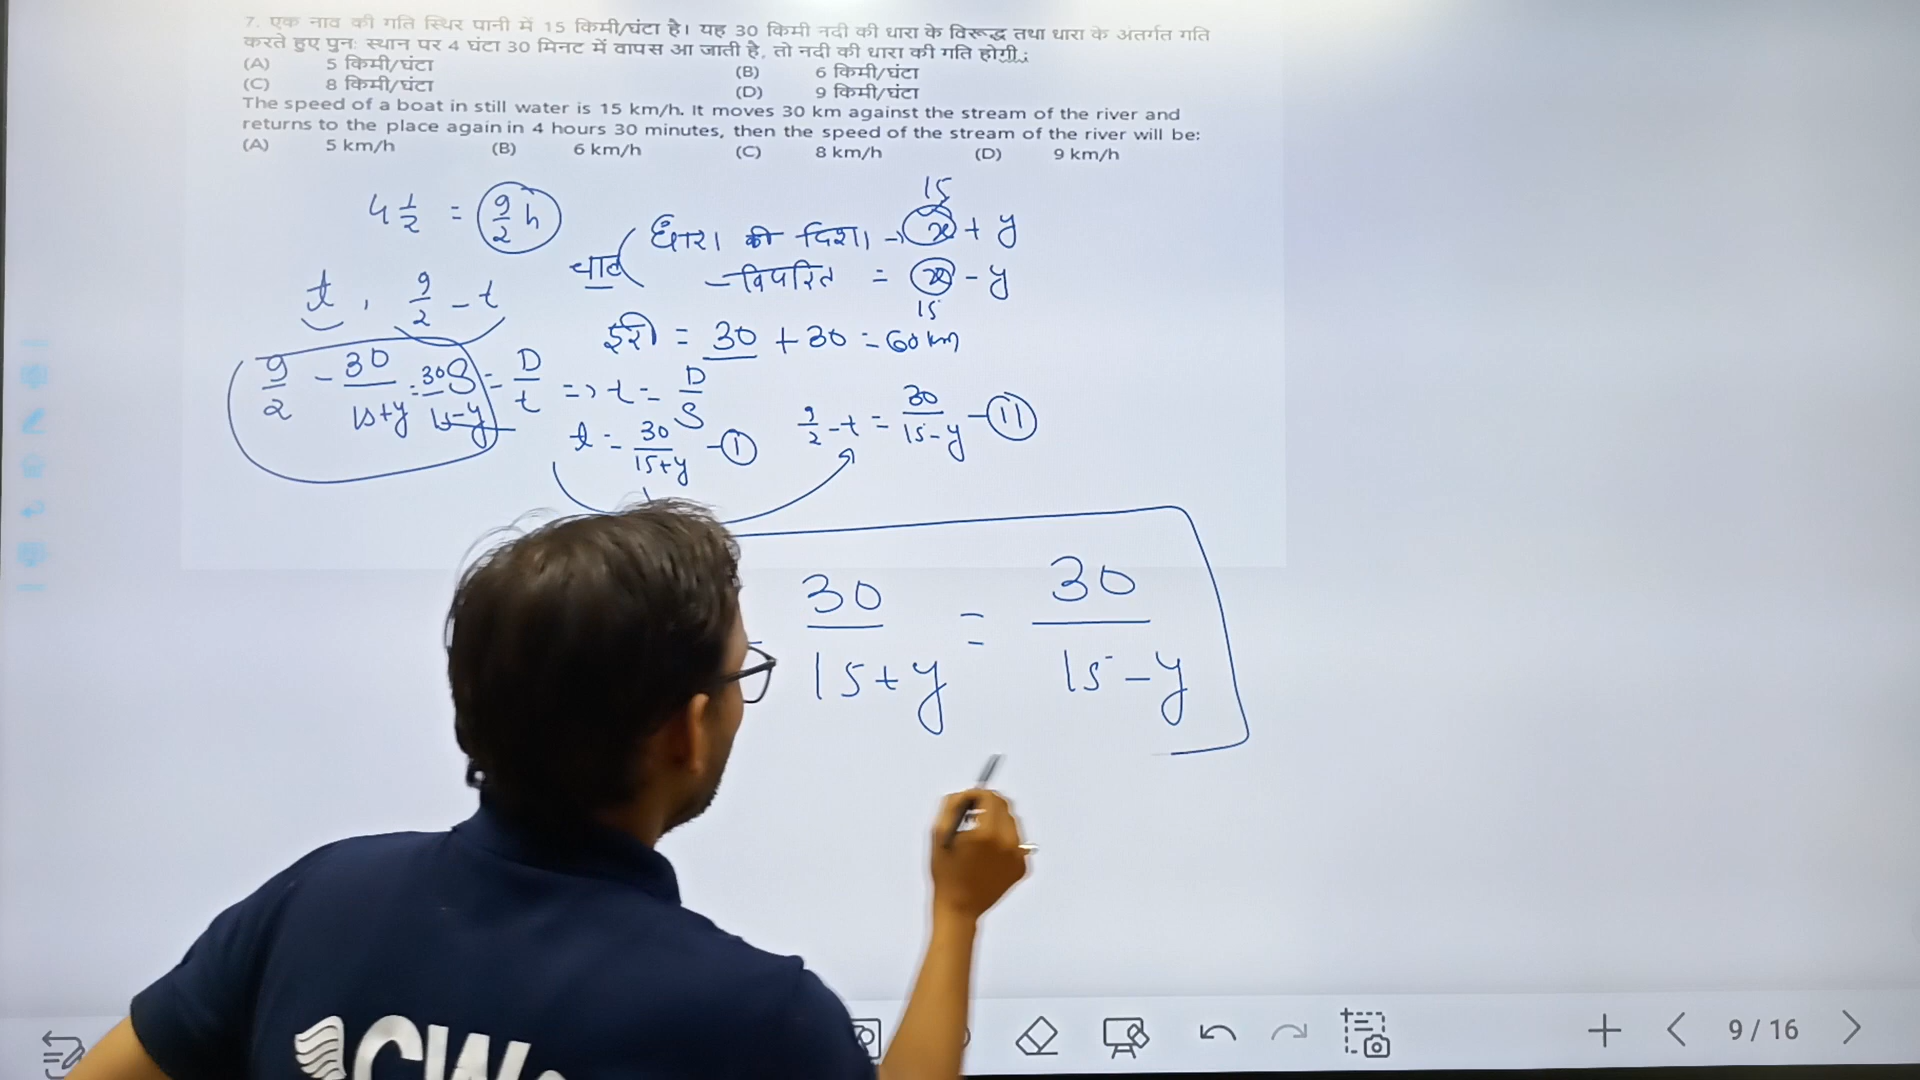 7. एक नाव की गति स्थिर पानी में 15 किमी/घंटा है। यह 30 किमी नदी की धारा के विरूद्ध तथा धारा के अंतर्गत गति
करते हुए पुनः स्थान पर 4 घंटा 30 मिनट में वापस आ जाती है, तो नदी की धारा की गति होगी :
(A) 5 किमी/घंटा (B) 6 किमी/घंटा
(C) 8 किमी/घंटा (D) 9 किमी/घंटा
The speed of a boat in still water is 15 km/h. It moves 30 km against the stream of the river and
returns to the place again in 4 hours 30 minutes, then the speed of the stream of the river will be:
(A) 5 km/h (B) 6 km/h (C) 8 km/h (D) 9 km/h
4 1/2 = 9/2 h
15
चाल धारा की दिशा → x + y
विपरित = x - y
15
t , 9/2 - t
दूरी = 30 + 30 = 60 km
9/2 - 30/15+y = 30/15-y
S = D/t => t = D/S
t = 30/15+y - 1
9/2 - t = 30/15-y - 11
- 30/15+y = 30/15-y
9 / 16